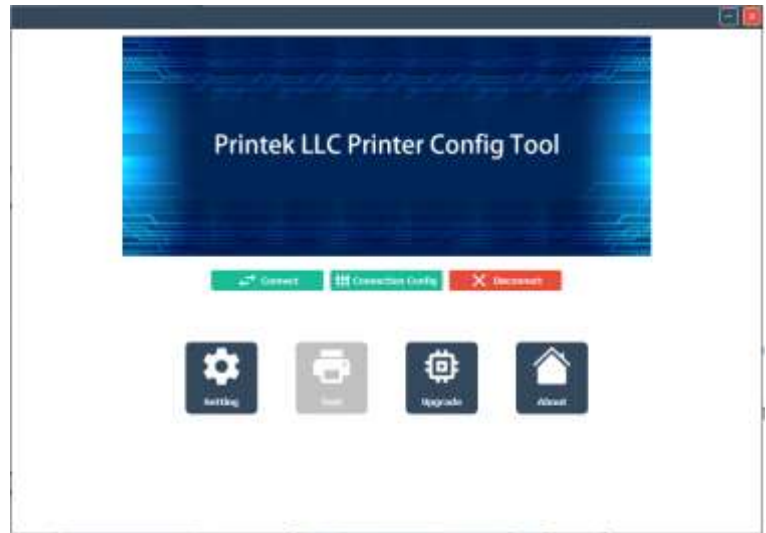 Printek LLC Printer Config Tool
Connect
Connection Config
Disconnect
Setting
Upgrade
About